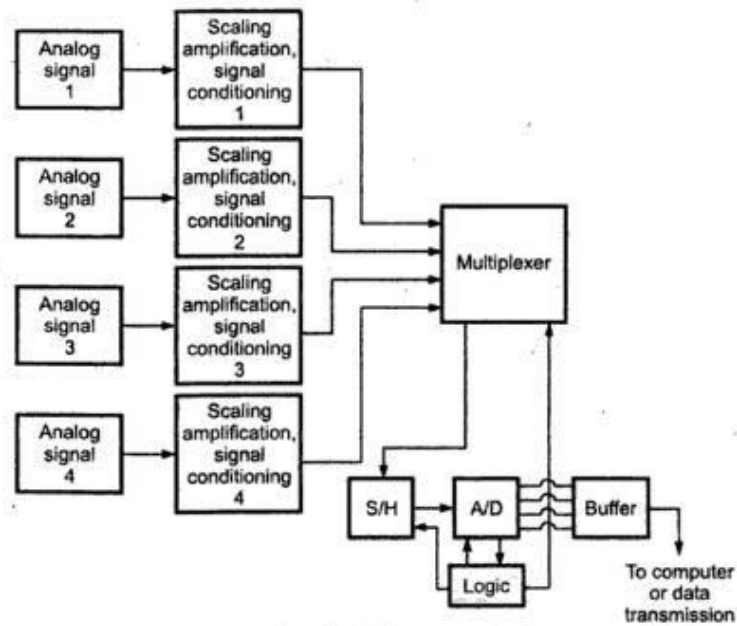 Analog
signal
1
Scaling
amplification,
signal
conditioning
1
Analog
signal
2
Scaling
amplification,
signal
conditioning
2
Analog
signal
3
Scaling
amplification,
signal
conditioning
3
Analog
signal
4
Scaling
amplification,
signal
conditioning
4
Multiplexer
S/H
A/D
Buffer
Logic
To computer
or data
transmission